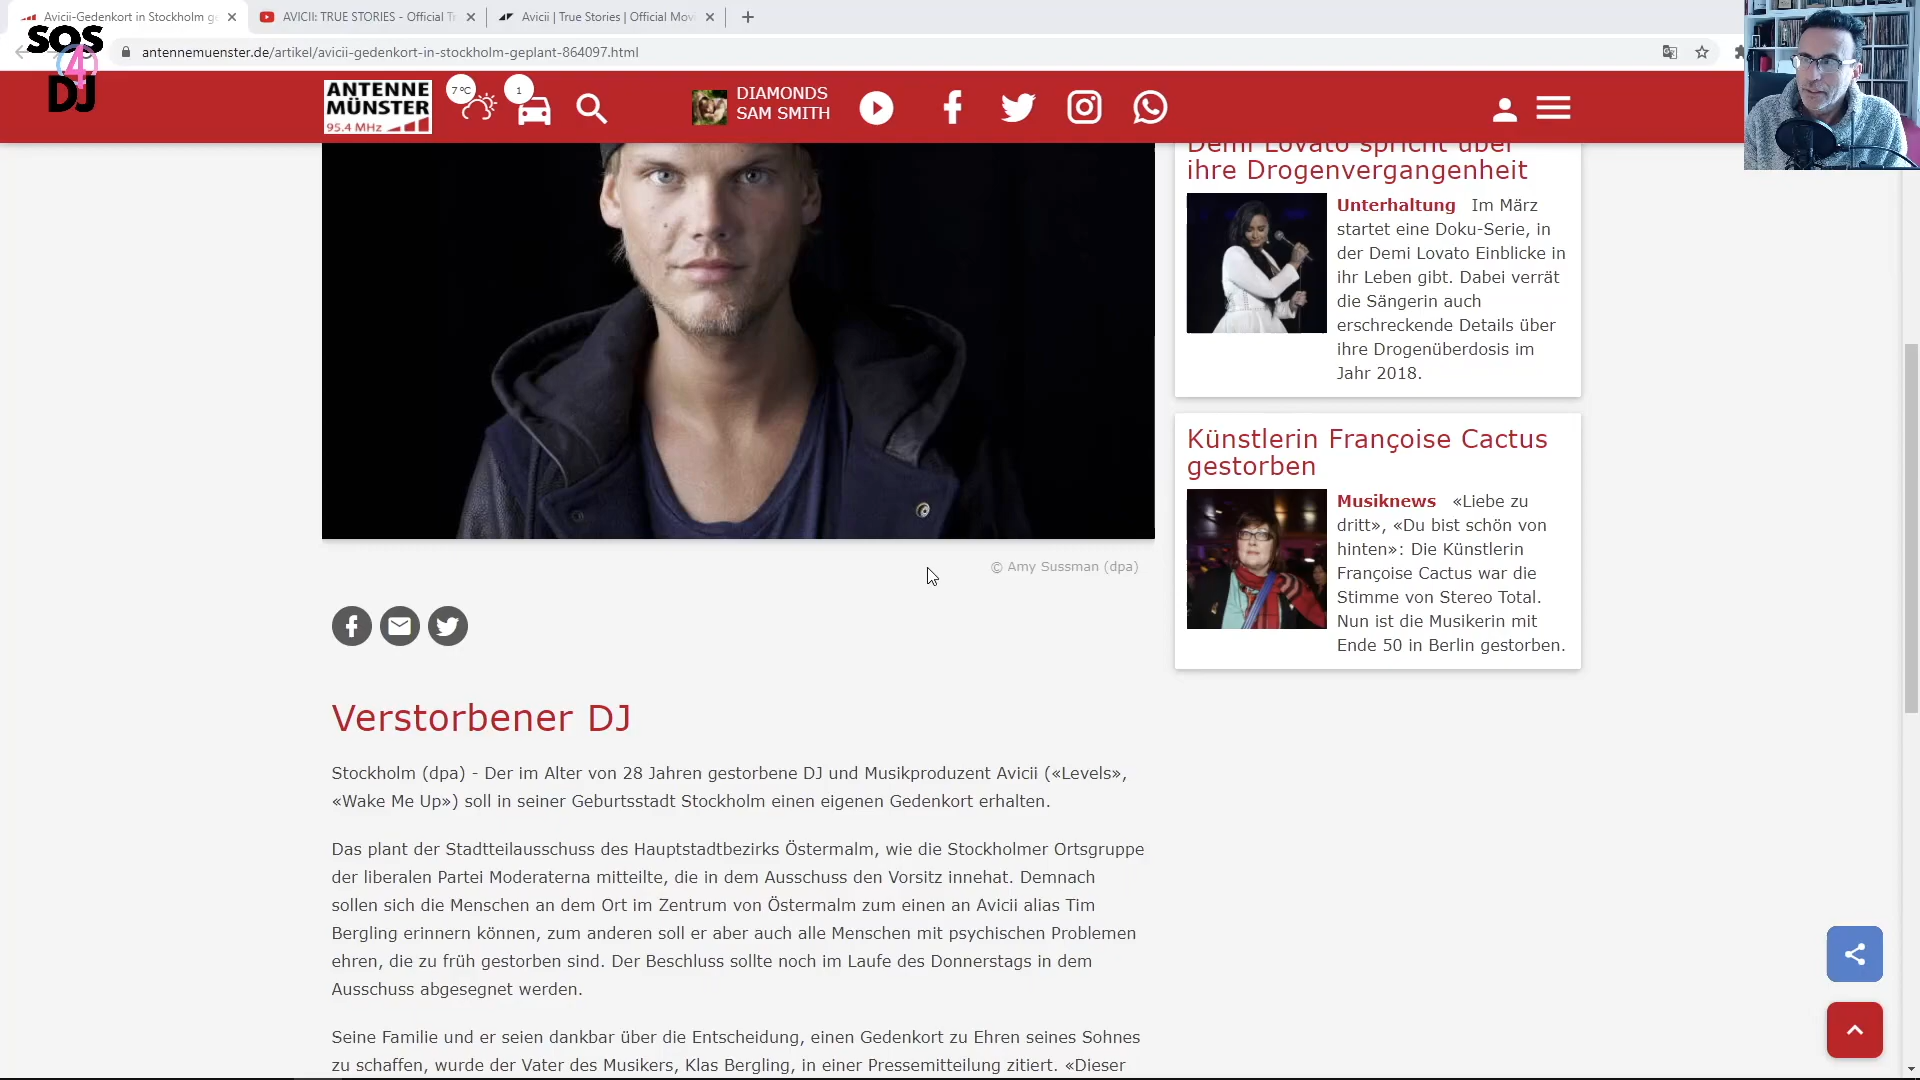 Avicii-Gedenkort in Stockholm ge
AVICII: TRUE STORIES - Official Tr
Avicii | True Stories | Official Movi
SOS
4
DJ
antennemuenster.de/artikel/avicii-gedenkort-in-stockholm-geplant-864097.html
ANTENNE
MÜNSTER
95.4 MHz
7 °C
1
DIAMONDS
SAM SMITH
Demi Lovato spricht über
ihre Drogenvergangenheit
Unterhaltung Im März
startet eine Doku-Serie, in
der Demi Lovato Einblicke in
ihr Leben gibt. Dabei verrät
die Sängerin auch
erschreckende Details über
ihre Drogenüberdosis im
Jahr 2018.
Künstlerin Françoise Cactus
gestorben
Musiknews «Liebe zu
dritt», «Du bist schön von
hinten»: Die Künstlerin
Françoise Cactus war die
Stimme von Stereo Total.
Nun ist die Musikerin mit
Ende 50 in Berlin gestorben.
© Amy Sussman (dpa)
Verstorbener DJ
Stockholm (dpa) - Der im Alter von 28 Jahren gestorbene DJ und Musikproduzent Avicii («Levels»,
«Wake Me Up») soll in seiner Geburtsstadt Stockholm einen eigenen Gedenkort erhalten.
Das plant der Stadtteilausschuss des Hauptstadtbezirks Östermalm, wie die Stockholmer Ortsgruppe
der liberalen Partei Moderaterna mitteilte, die in dem Ausschuss den Vorsitz innehat. Demnach
sollen sich die Menschen an dem Ort im Zentrum von Östermalm zum einen an Avicii alias Tim
Bergling erinnern können, zum anderen soll er aber auch alle Menschen mit psychischen Problemen
ehren, die zu früh gestorben sind. Der Beschluss sollte noch im Laufe des Donnerstags in dem
Ausschuss abgesegnet werden.
Seine Familie und er seien dankbar über die Entscheidung, einen Gedenkort zu Ehren seines Sohnes
zu schaffen, wurde der Vater des Musikers, Klas Bergling, in einer Pressemitteilung zitiert. «Dieser